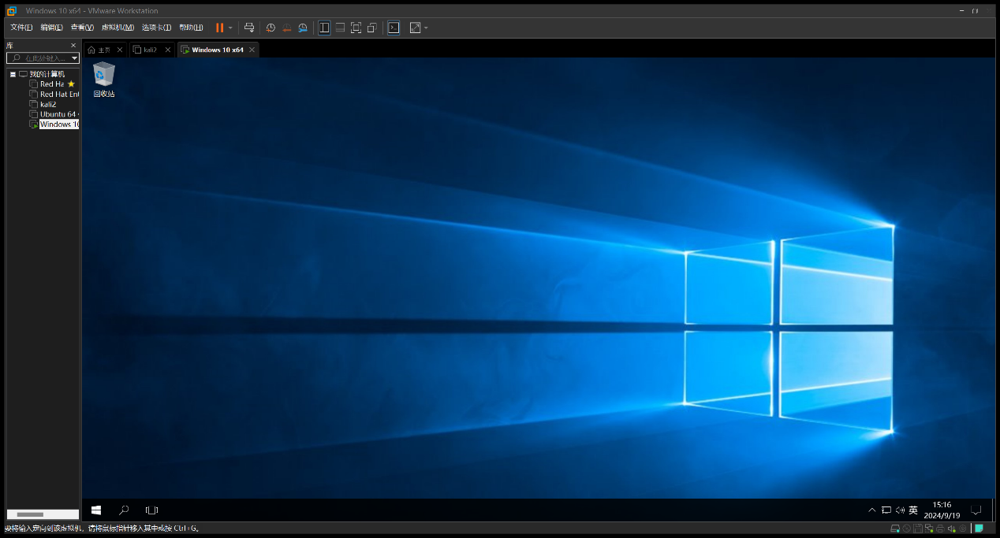 Windows 10 x64 - VMware Workstation
文件(F) 编辑(E) 查看(V) 虚拟机(M) 选项卡(T) 帮助(H)
库
在此处键入...
主页 kali2 Windows 10 x64
我的计算机
Red Ha
Red Hat Ent
kali2
Ubuntu 64
Windows 10
回收站
英
15:16
2024/9/19
要将输入定向到该虚拟机，请将鼠标指针移入其中或按 Ctrl+G。